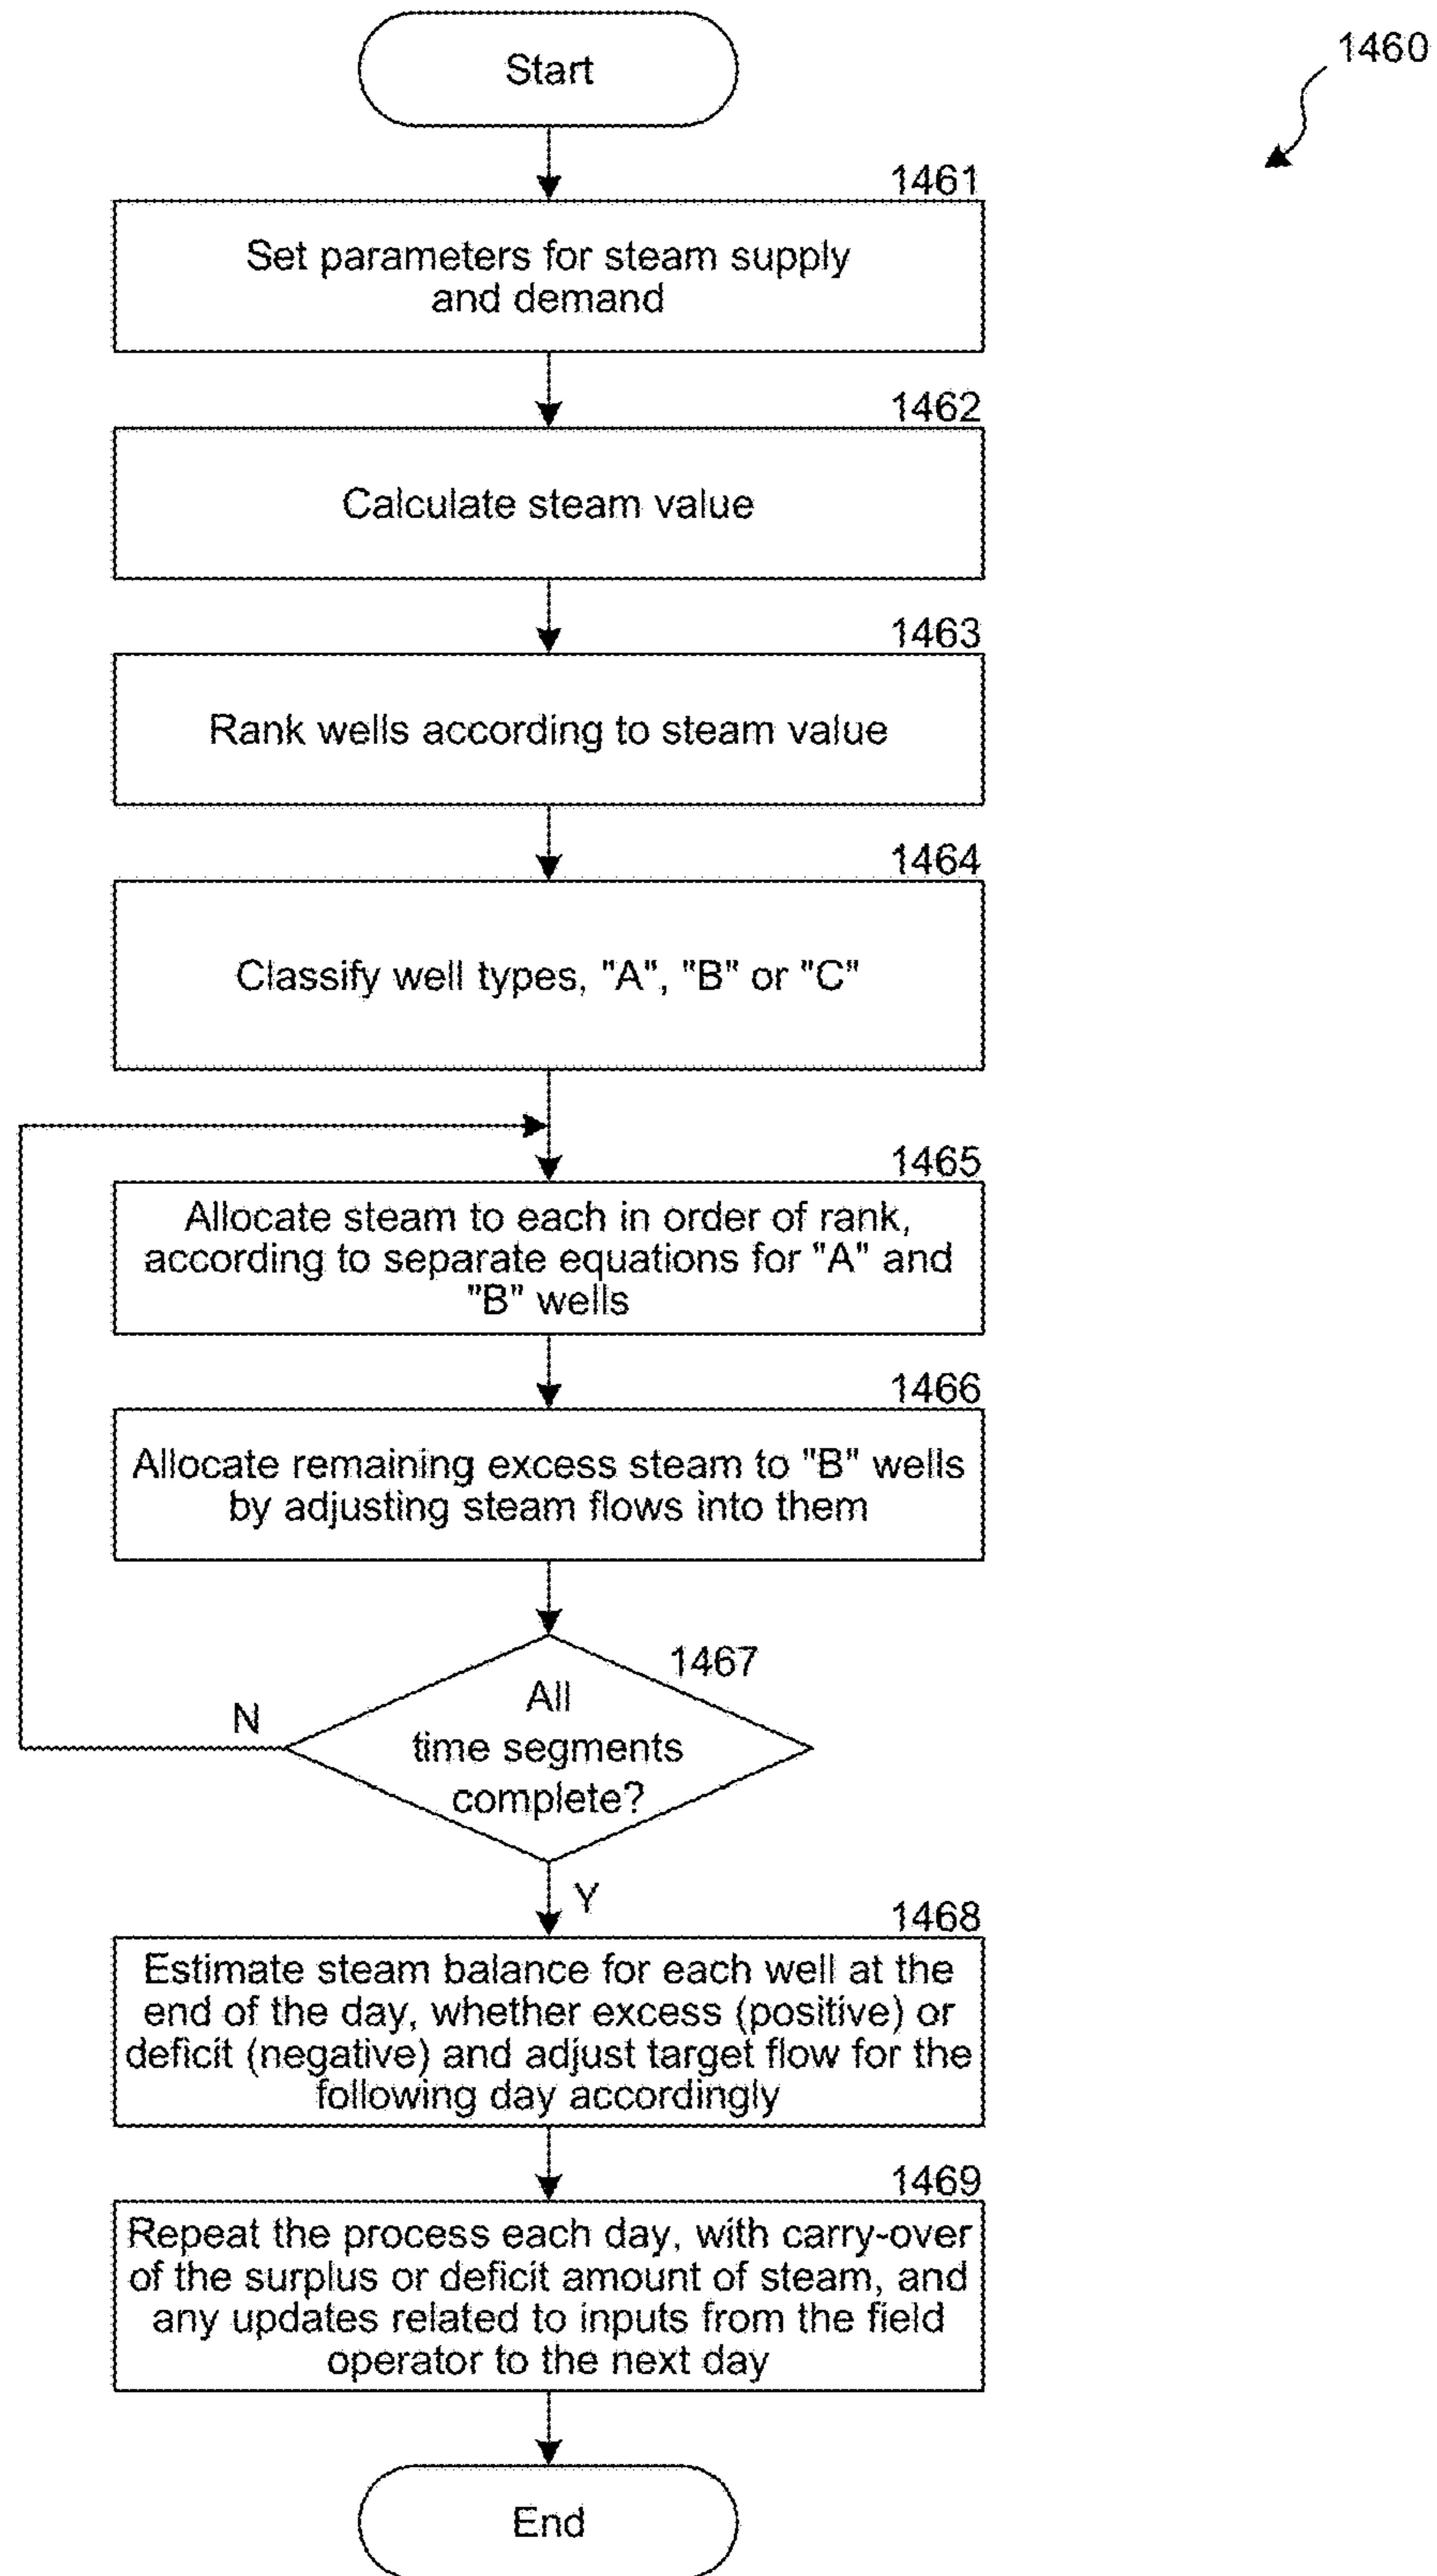 Start
1460
1461
Set parameters for steam supply
and demand
1462
Calculate steam value
1463
Rank wells according to steam value
1464
Classify well types, "A", "B" or "C"
1465
Allocate steam to each in order of rank,
according to separate equations for "A" and
"B" wells
1466
Allocate remaining excess steam to "B" wells
by adjusting steam flows into them
1467
All
time segments
complete?
N
Y
1468
Estimate steam balance for each well at the
end of the day, whether excess (positive) or
deficit (negative) and adjust target flow for the
following day accordingly
1469
Repeat the process each day, with carry-over
of the surplus or deficit amount of steam, and
any updates related to inputs from the field
operator to the next day
End